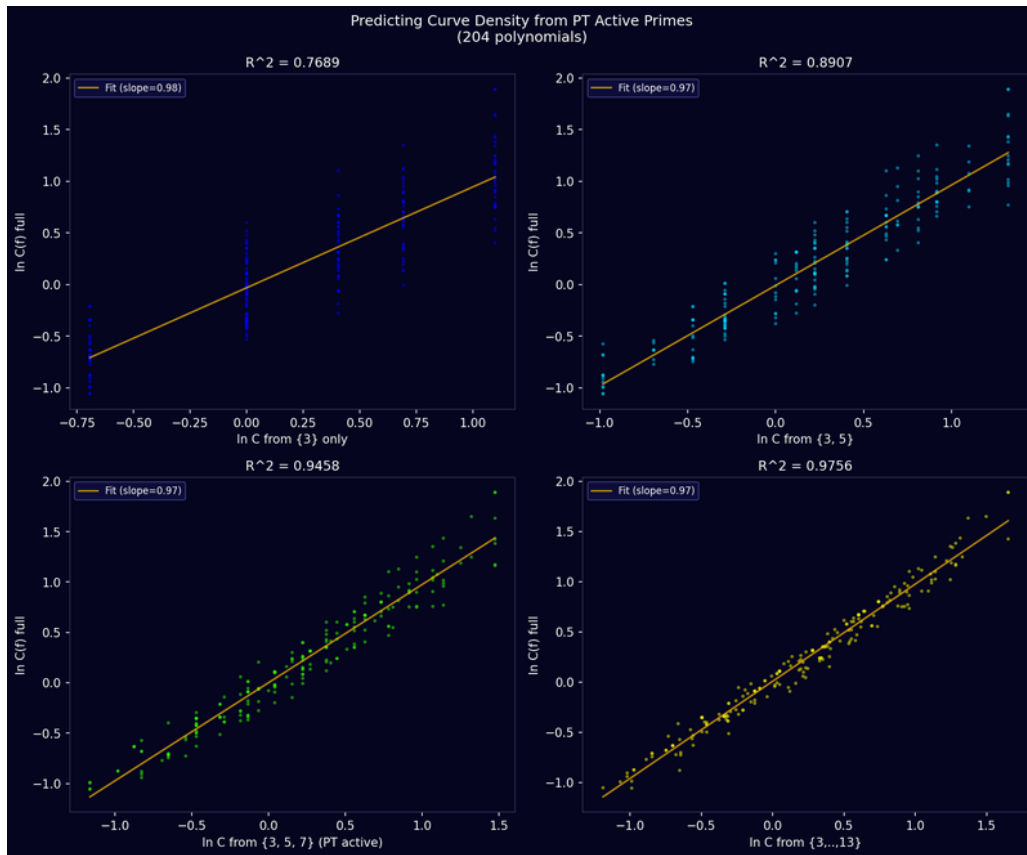 Predicting Curve Density from PT Active Primes
(204 polynomials)
R^2 = 0.7689
Fit (slope=0.98)
ln C(f) full
2.0
1.5
1.0
0.5
0.0
−0.5
−1.0
−0.75
−0.50
−0.25
0.00
0.25
0.50
0.75
1.00
ln C from {3} only
R^2 = 0.8907
Fit (slope=0.97)
ln C(f) full
2.0
1.5
1.0
0.5
0.0
−0.5
−1.0
−1.0
−0.5
0.0
0.5
1.0
ln C from {3, 5}
R^2 = 0.9458
Fit (slope=0.97)
ln C(f) full
2.0
1.5
1.0
0.5
0.0
−0.5
−1.0
−1.0
−0.5
0.0
0.5
1.0
1.5
ln C from {3, 5, 7} (PT active)
R^2 = 0.9756
Fit (slope=0.97)
ln C(f) full
2.0
1.5
1.0
0.5
0.0
−0.5
−1.0
−1.0
−0.5
0.0
0.5
1.0
1.5
ln C from {3,..,13}